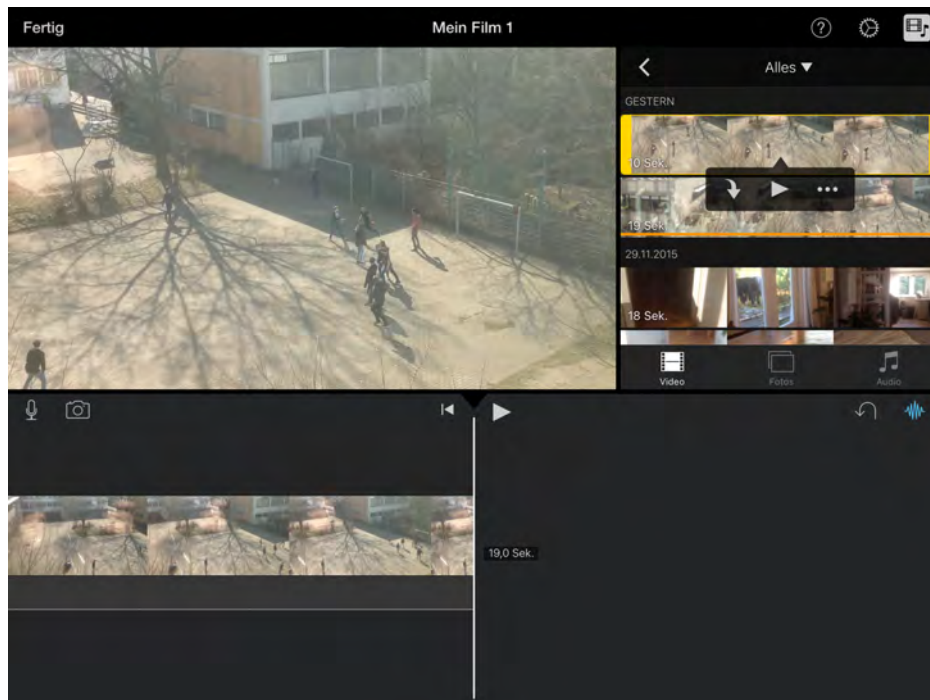 Fertig
Mein Film 1
?
Alles ▼
GESTERN
10 Sek.
19 Sek.
29.11.2015
18 Sek.
Video
Fotos
Audio
19,0 Sek.